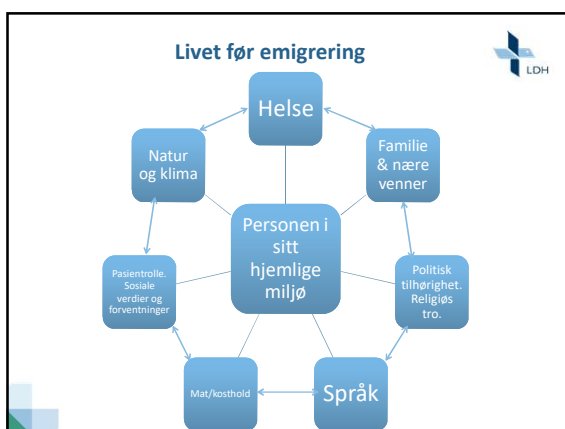 Livet før emigrering
LDH
Helse
Familie
& nære
venner
Politisk
tilhørighet.
Religiøs
tro.
Språk
Mat/kosthold
Pasientrolle.
Sosiale
verdier og
forventninger
Natur
og klima
Personen i
sitt
hjemlige
miljø